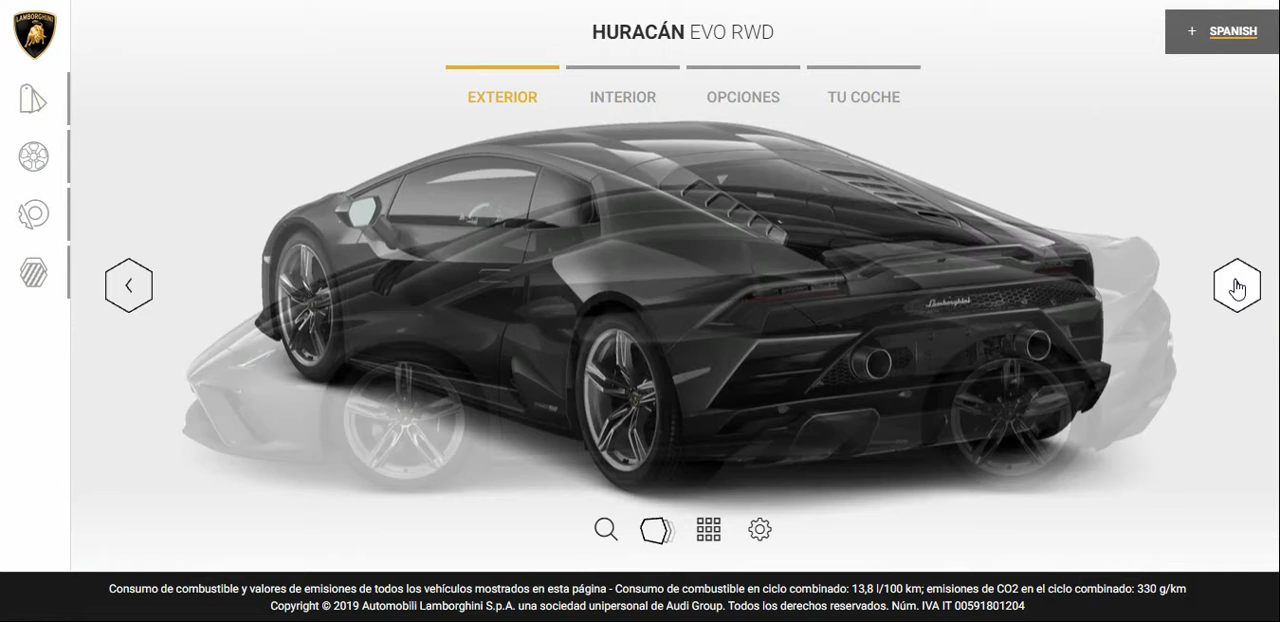 LAMBORGHINI
HURACÁN EVO RWD
+ SPANISH
EXTERIOR
INTERIOR
OPCIONES
TU COCHE
Lamborghini
Consumo de combustible y valores de emisiones de todos los vehículos mostrados en esta página - Consumo de combustible en ciclo combinado: 13,8 l/100 km; emisiones de CO2 en el ciclo combinado: 330 g/km
Copyright © 2019 Automobili Lamborghini S.p.A. una sociedad unipersonal de Audi Group. Todos los derechos reservados. Núm. IVA IT 00591801204